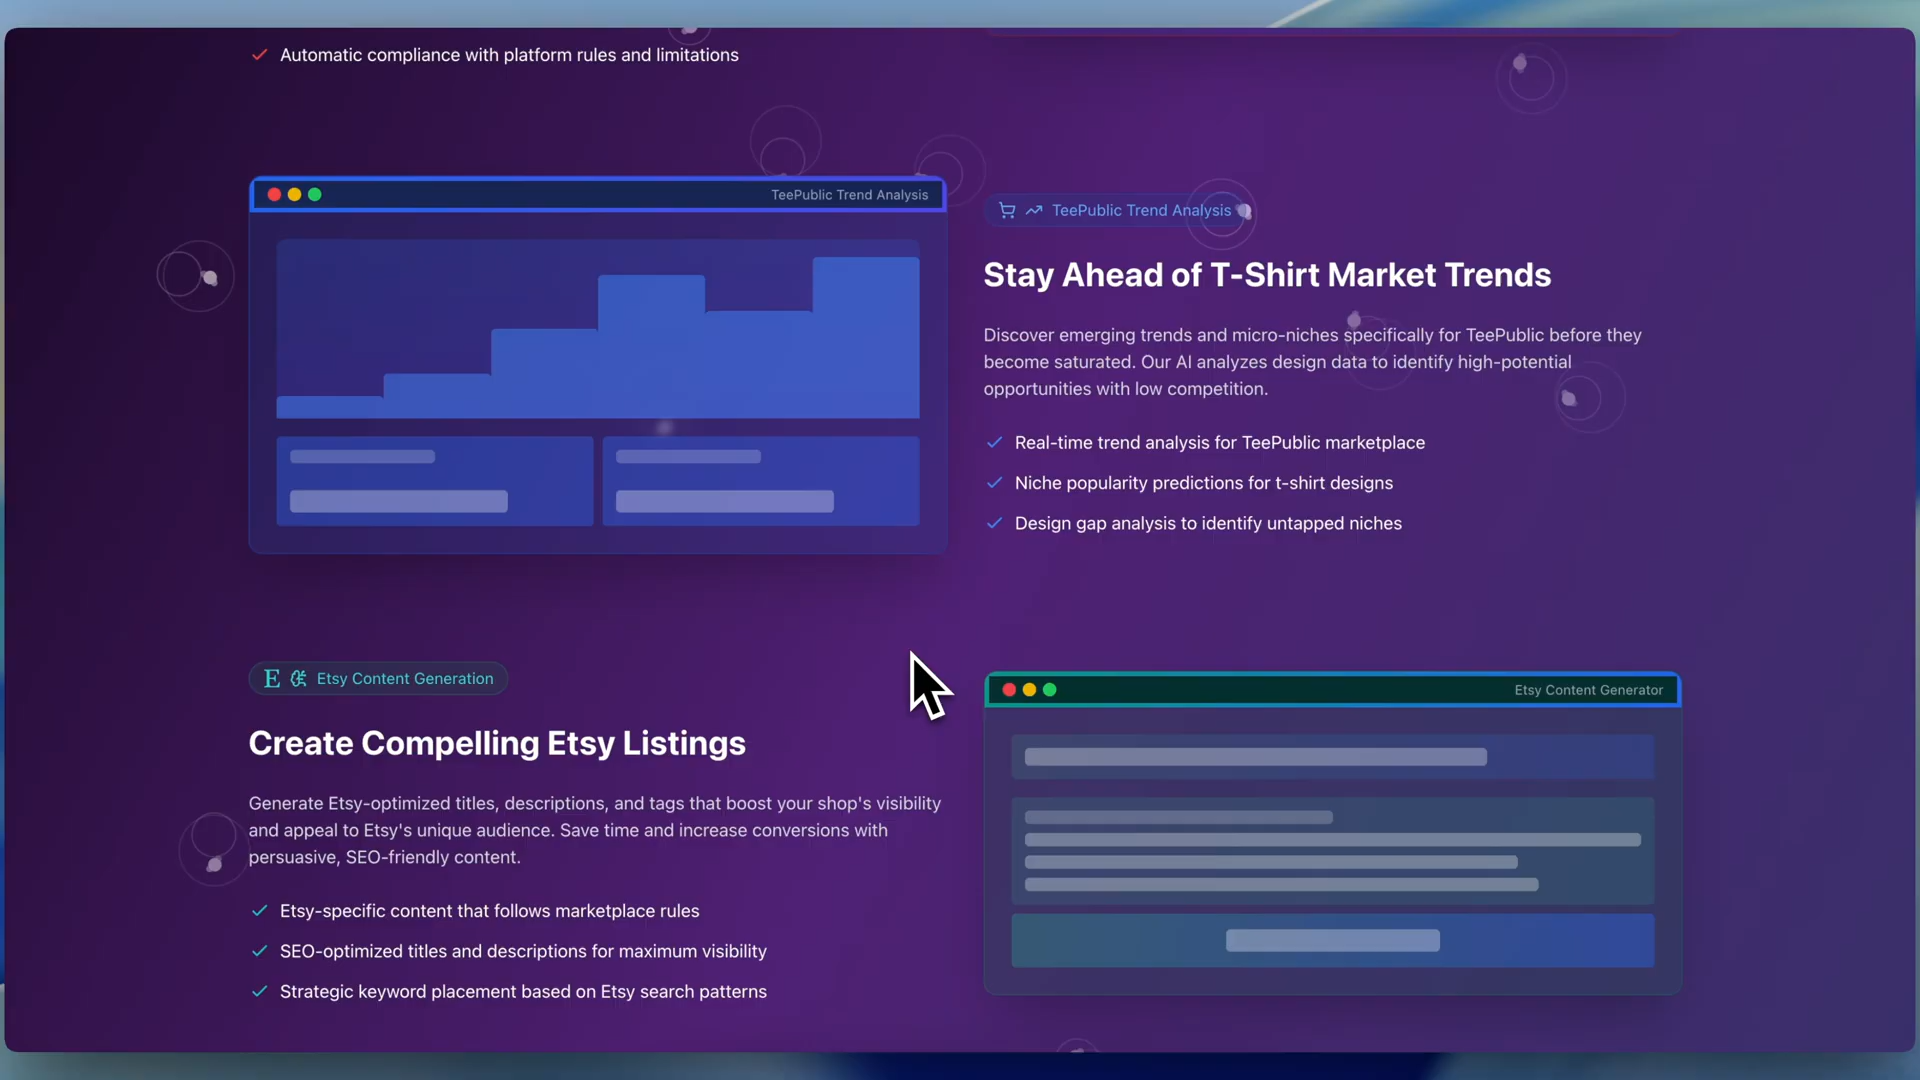 Automatic compliance with platform rules and limitations
TeePublic Trend Analysis
TeePublic Trend Analysis
Stay Ahead of T-Shirt Market Trends
Discover emerging trends and micro-niches specifically for TeePublic before they
become saturated. Our AI analyzes design data to identify high-potential
opportunities with low competition.
Real-time trend analysis for TeePublic marketplace
Niche popularity predictions for t-shirt designs
Design gap analysis to identify untapped niches
E Etsy Content Generation
Create Compelling Etsy Listings
Generate Etsy-optimized titles, descriptions, and tags that boost your shop's visibility
and appeal to Etsy's unique audience. Save time and increase conversions with
persuasive, SEO-friendly content.
Etsy-specific content that follows marketplace rules
SEO-optimized titles and descriptions for maximum visibility
Strategic keyword placement based on Etsy search patterns
Etsy Content Generator